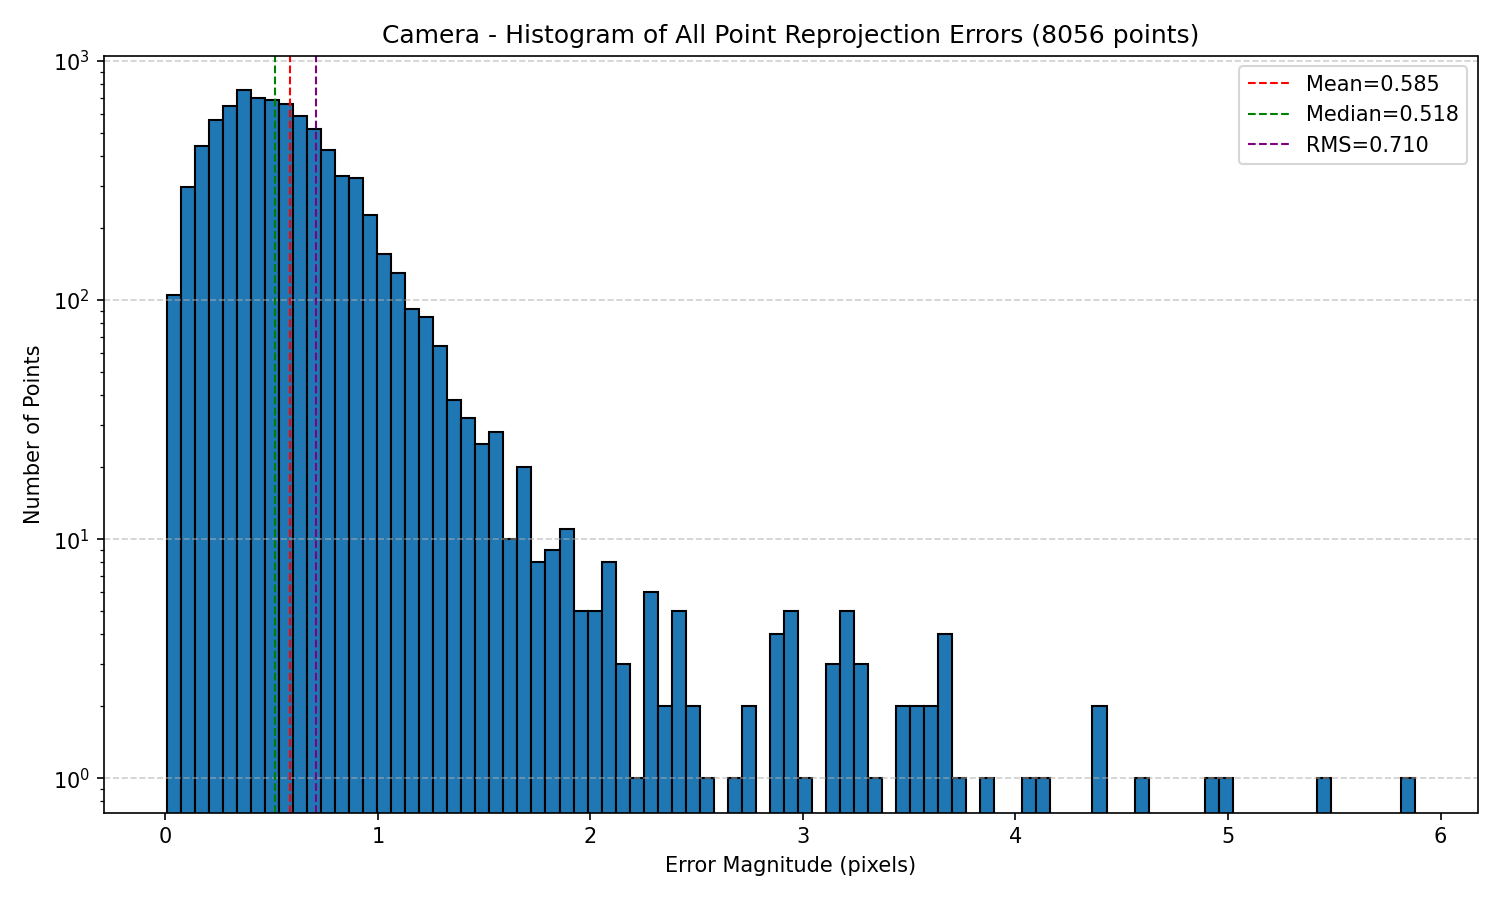 Camera - Histogram of All Point Reprojection Errors (8056 points)
Mean=0.585
Median=0.518
RMS=0.710
Number of Points
10³
10²
10¹
10⁰
0 1 2 3 4 5 6
Error Magnitude (pixels)